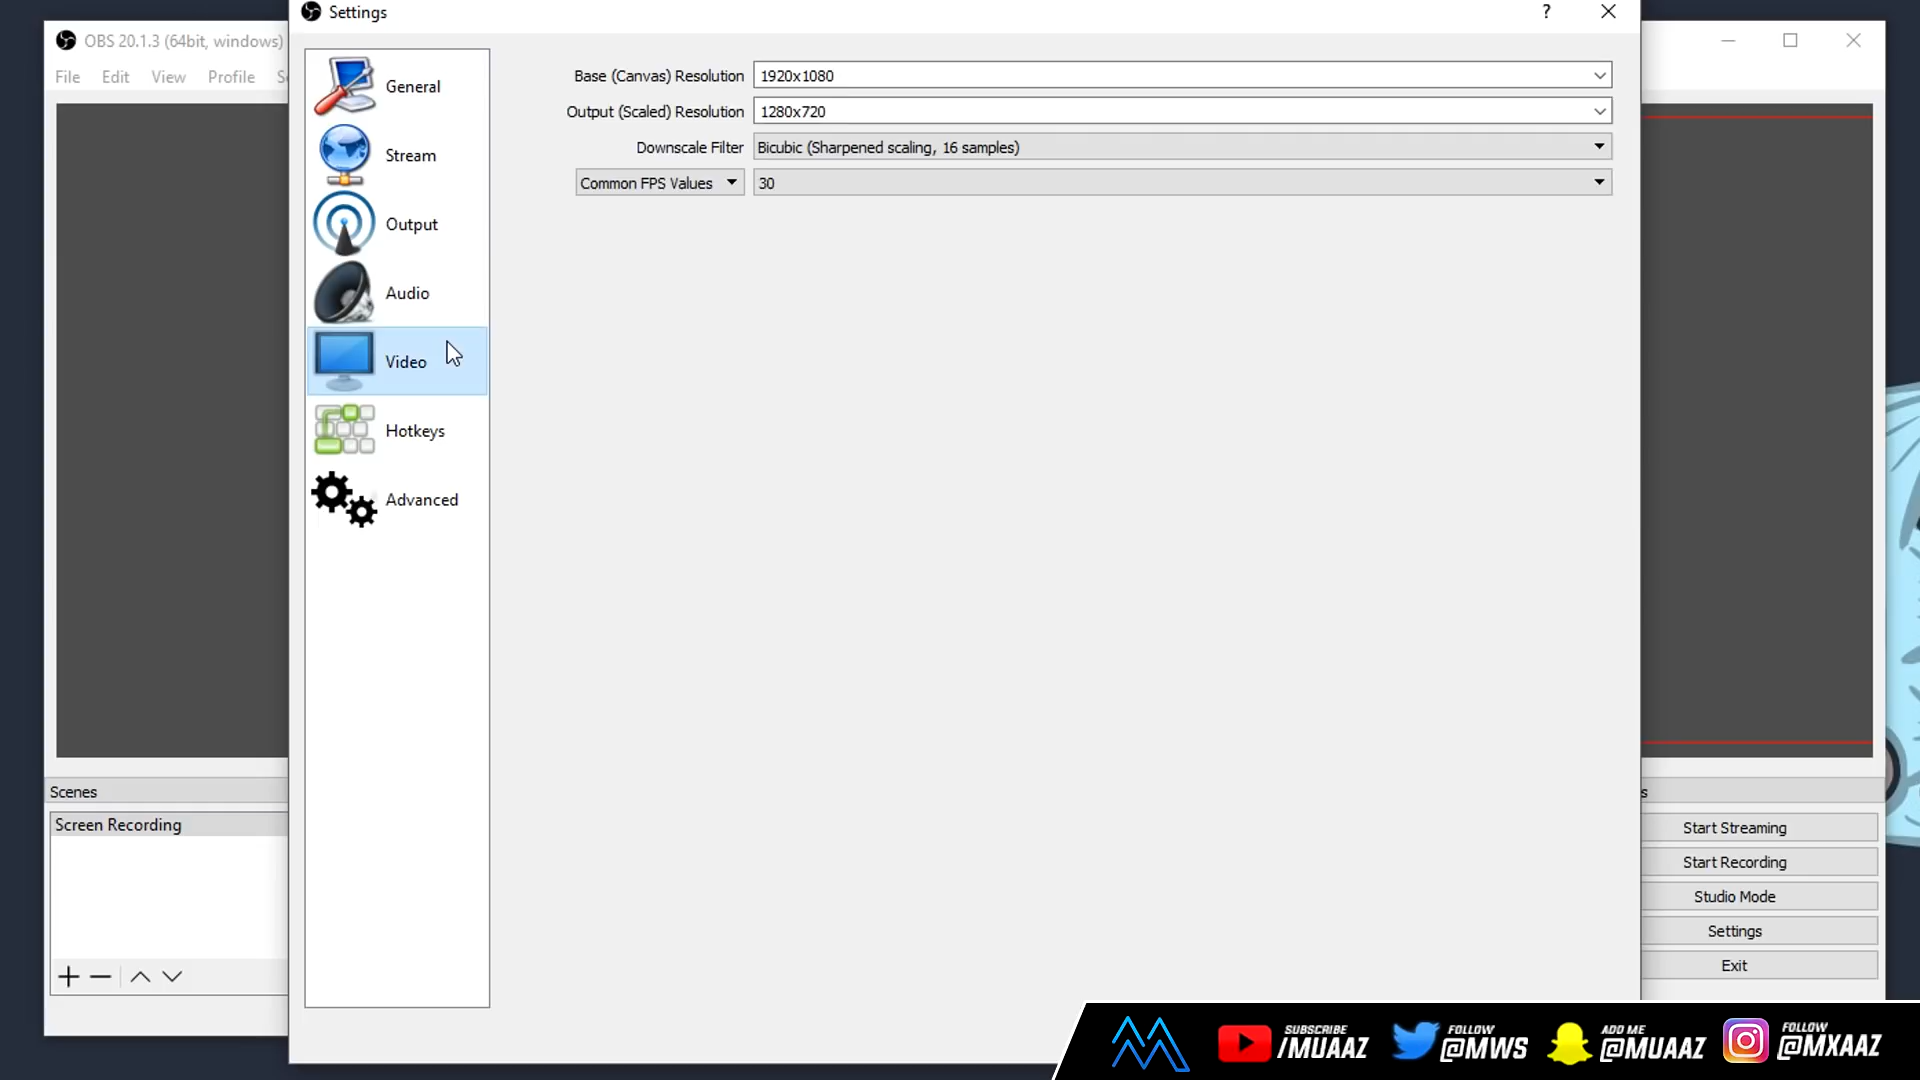 Settings
?
OBS 20.1.3 (64bit, windows)
File Edit View Profile
General
Stream
Output
Audio
Video
Hotkeys
Advanced
Base (Canvas) Resolution 1920x1080
Output (Scaled) Resolution 1280x720
Downscale Filter Bicubic (Sharpened scaling, 16 samples)
Common FPS Values 30
Scenes
Screen Recording
Start Streaming
Start Recording
Studio Mode
Settings
Exit
SUBSCRIBE
/MUAAZ
FOLLOW
@MWS
ADD ME
@MUAAZ
FOLLOW
@MXAAZ